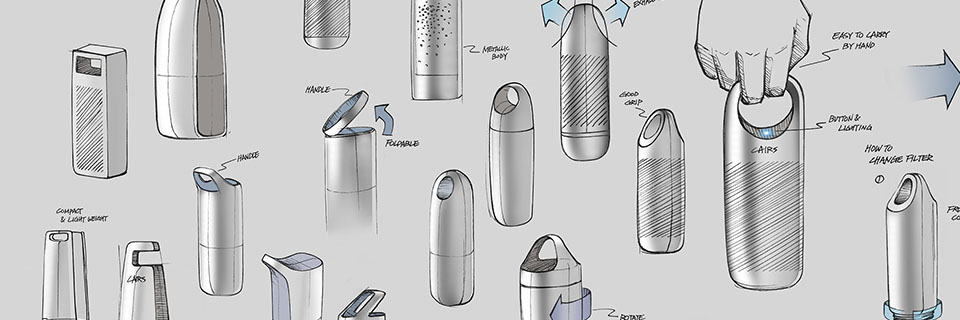 METALLIC
BODY
EASY TO CARRY
BY HAND
HANDLE
GOOD
GRIP
FOLDABLE
BUTTON &
LIGHTING
CAIRS
HOW TO
CHANGE FILTER
1
HANDLE
COMPACT
& LIGHT WEIGHT
CAIRS
ROTATE